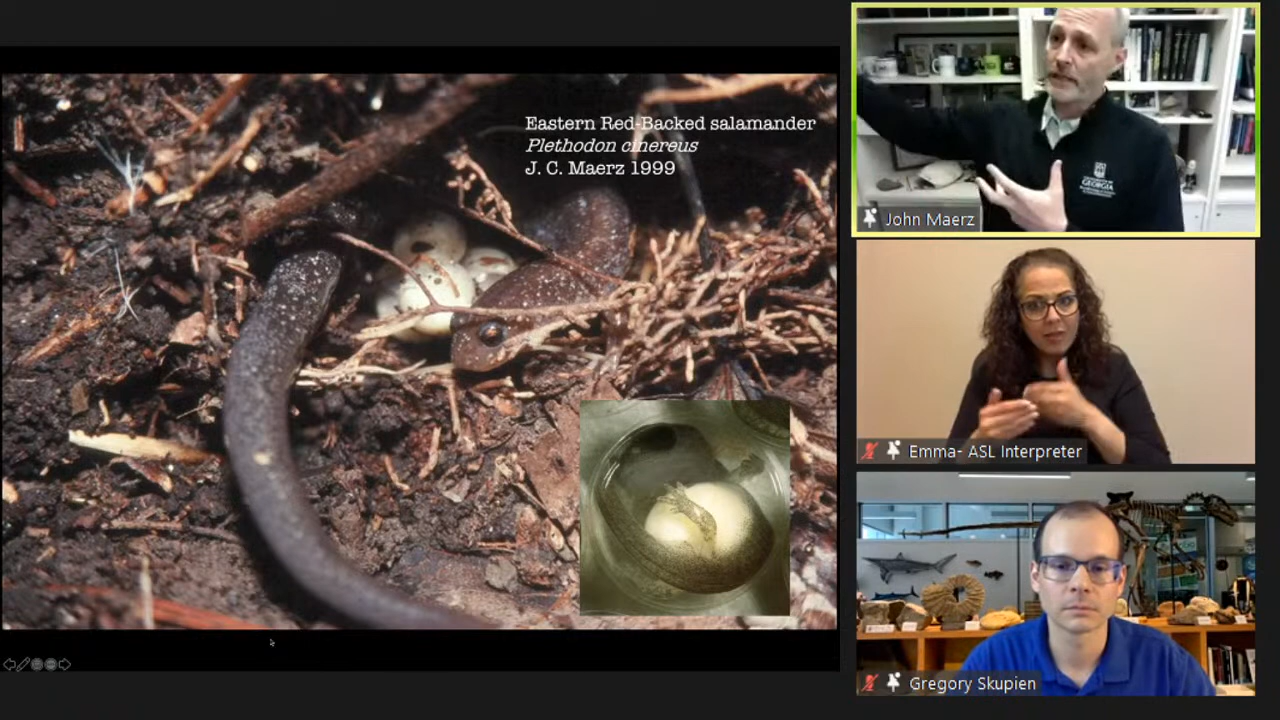 Eastern Red-Backed salamander
Plethodon cinereus
J. C. Maerz 1999
GEORGIA
John Maerz
Emma- ASL Interpreter
Gregory Skupien